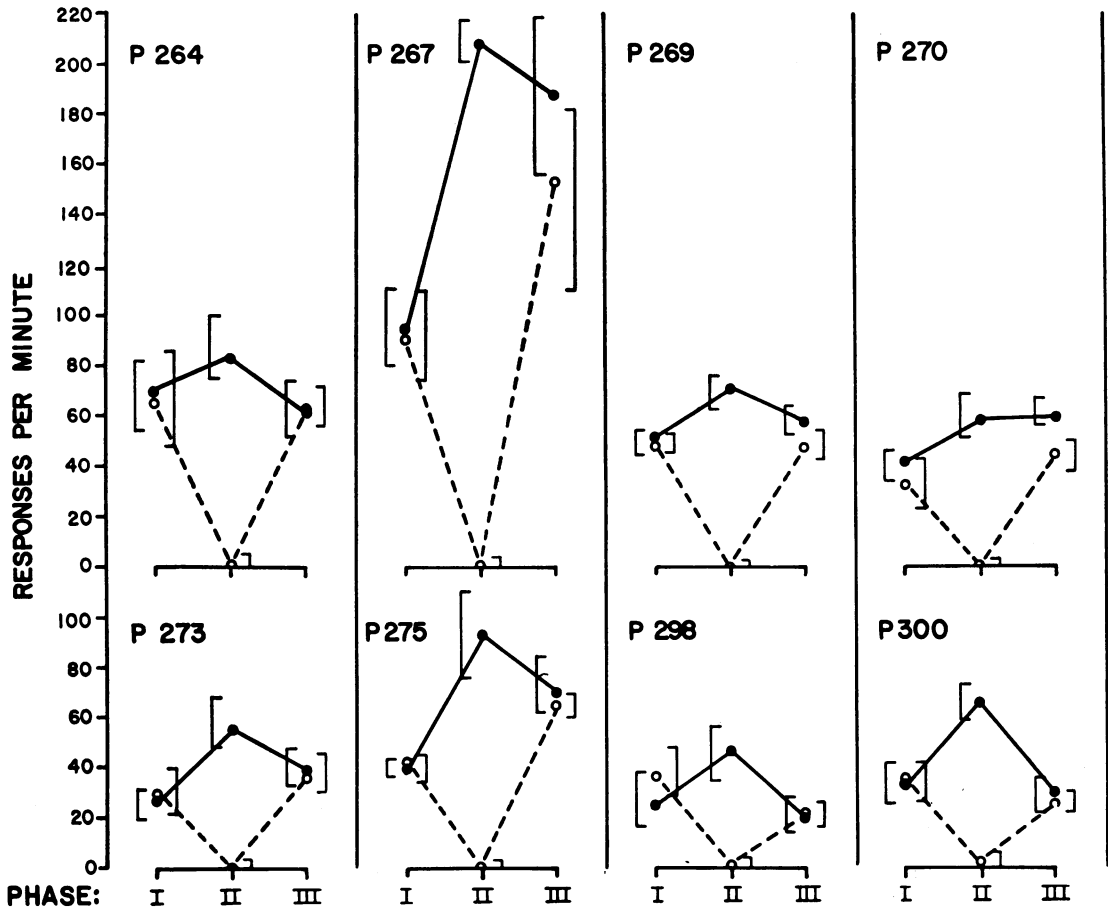 RESPONSES PER MINUTE
220
200
180
160
140
120
100
80
60
40
20
0
P 264
P 267
P 269
P 270
100
80
60
40
20
0
P 273
P 275
P 298
P 300
PHASE: I II III I II III I II III I II III